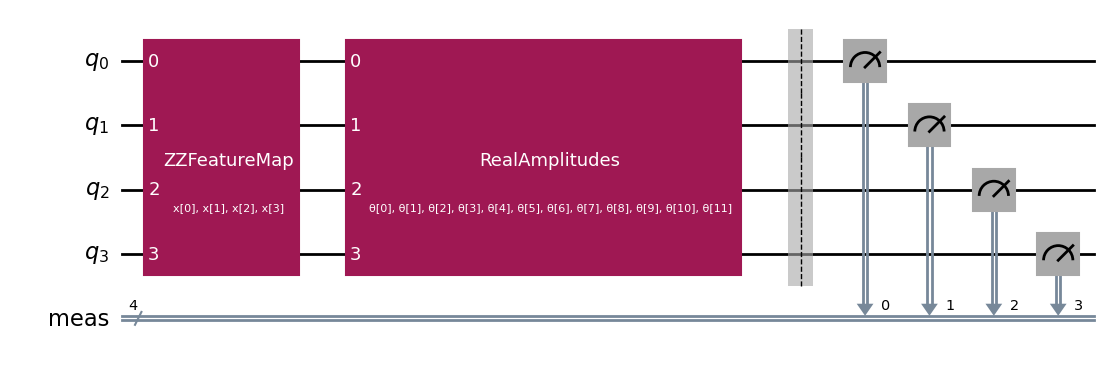 q₀ 0 0
q₁ 1 1
ZZFeatureMap RealAmplitudes
q₂ 2 2
x[0], x[1], x[2], x[3] θ[0], θ[1], θ[2], θ[3], θ[4], θ[5], θ[6], θ[7], θ[8], θ[9], θ[10], θ[11]
q₃ 3 3
4 0 1 2 3
meas